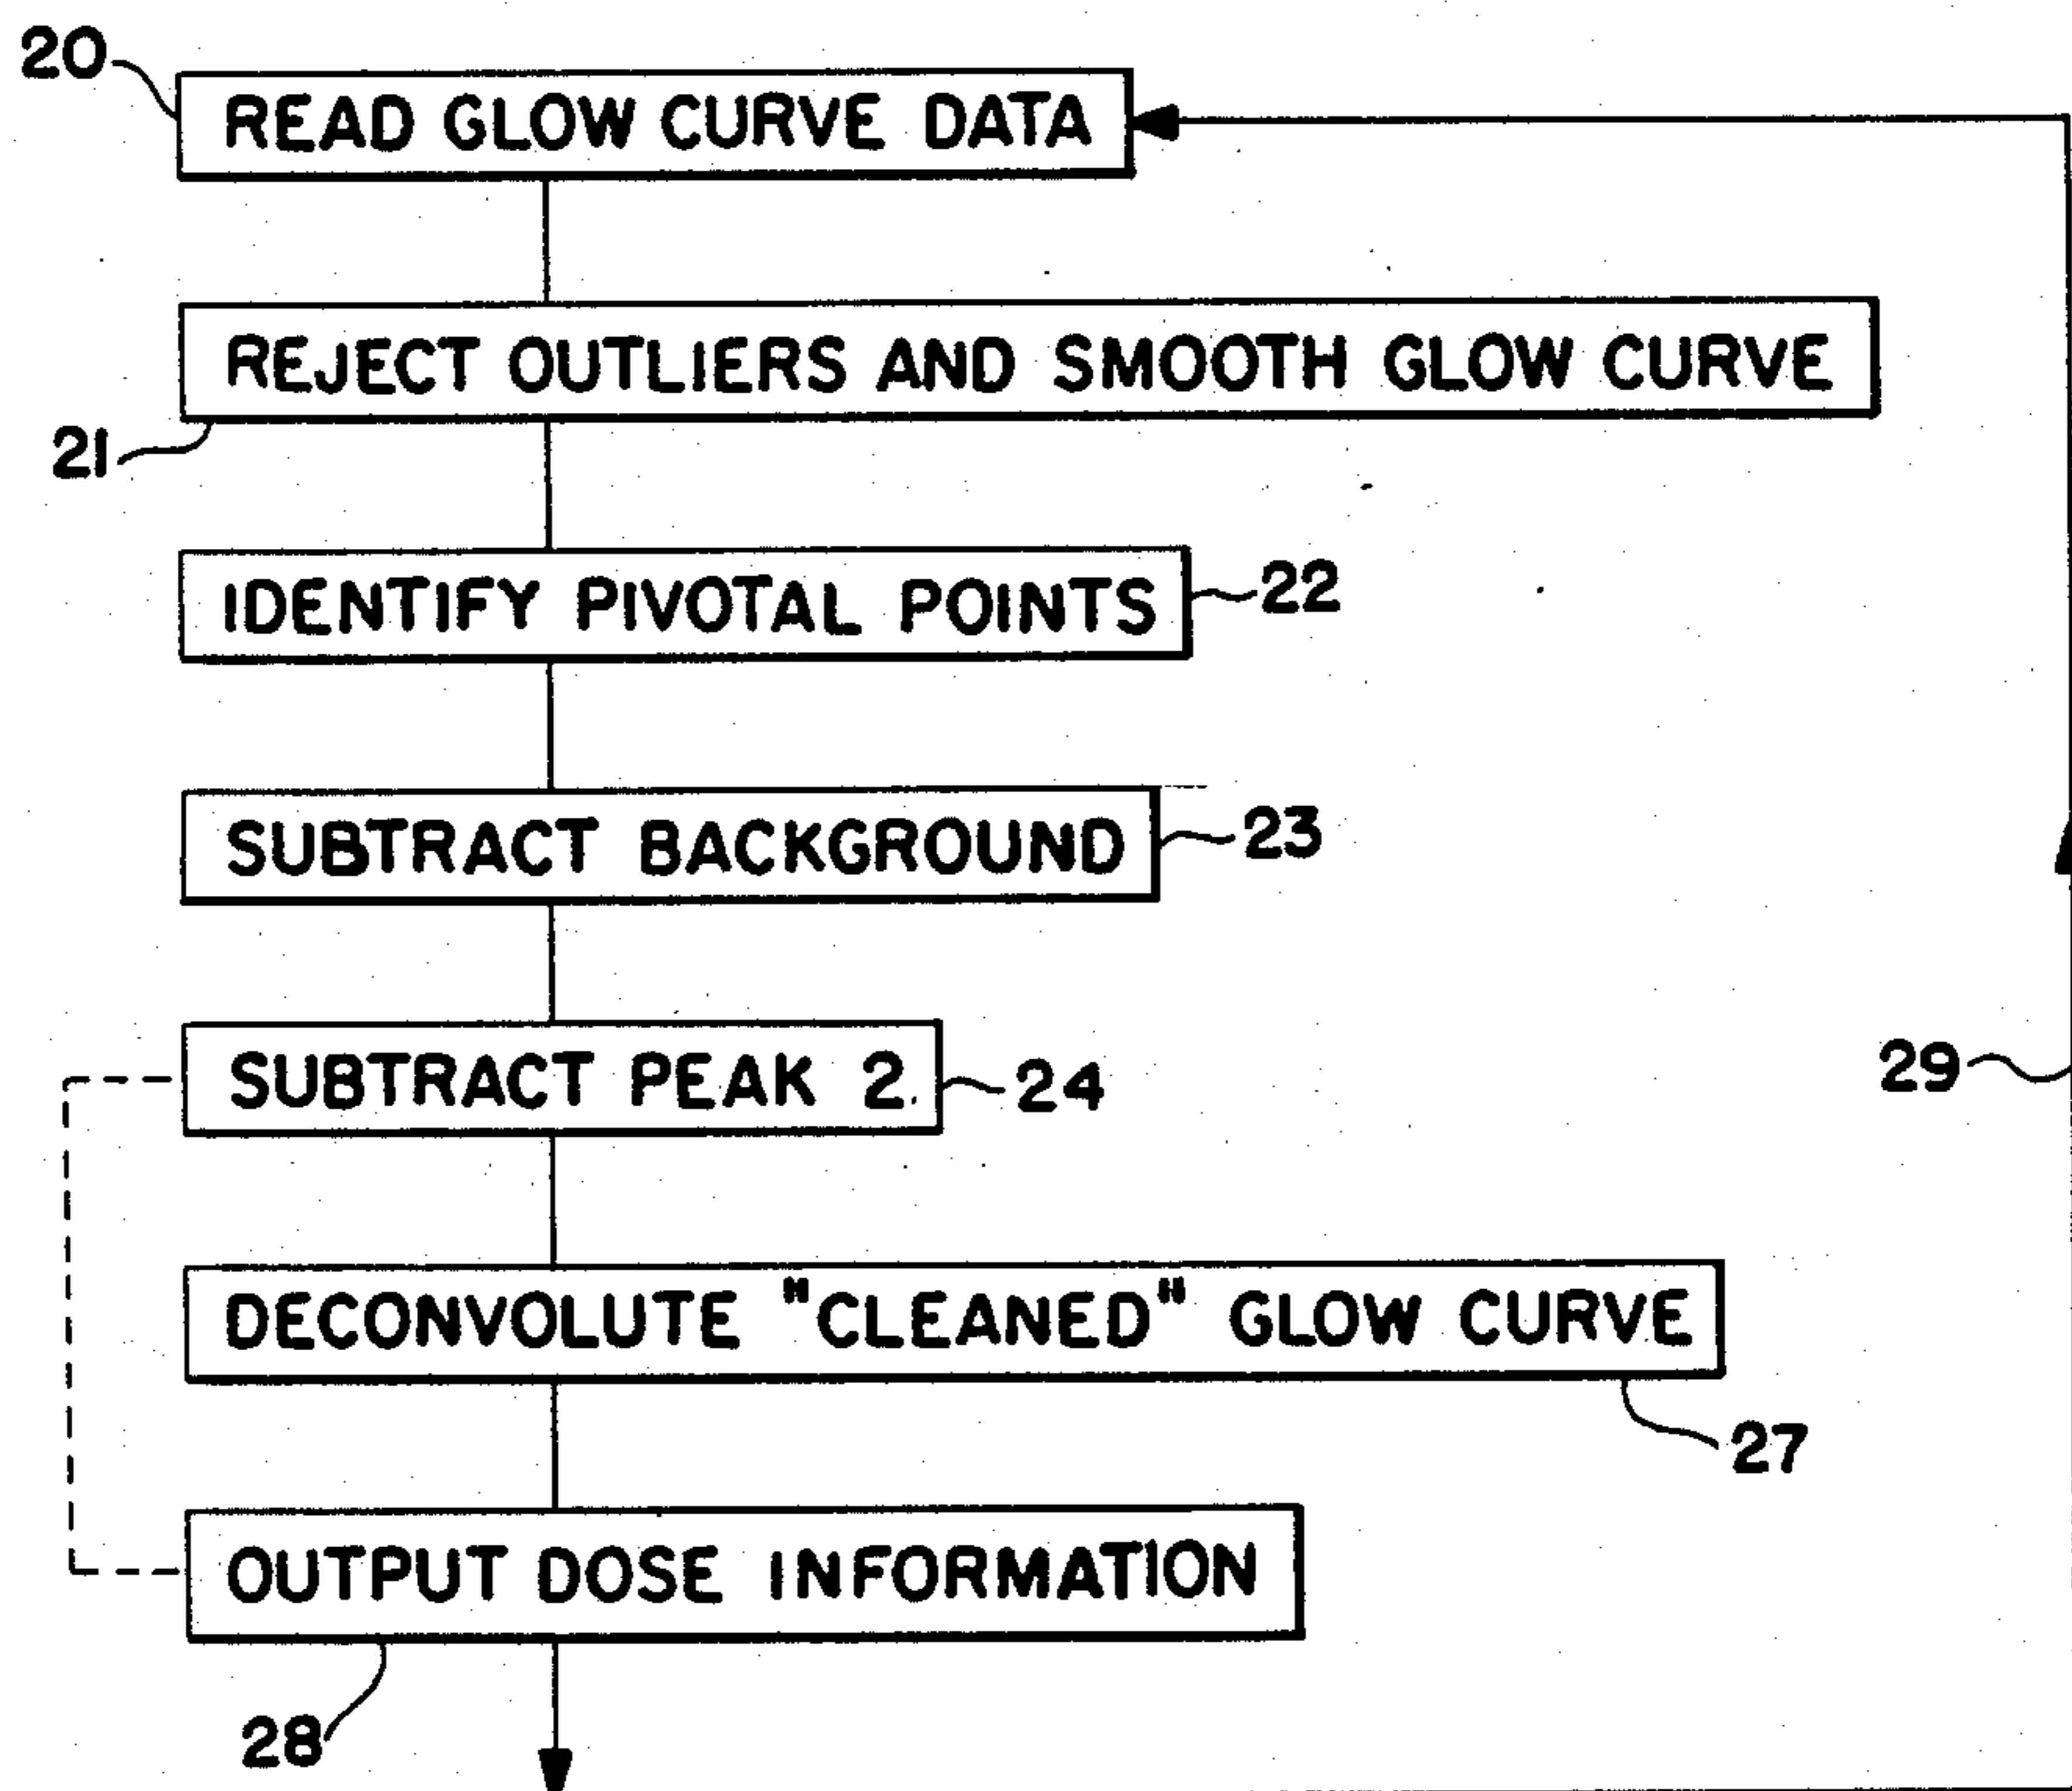 20
READ GLOW CURVE DATA
REJECT OUTLIERS AND SMOOTH GLOW CURVE
21
IDENTIFY PIVOTAL POINTS
22
SUBTRACT BACKGROUND
23
SUBTRACT PEAK 2
24
29
DECONVOLUTE "CLEANED" GLOW CURVE
27
OUTPUT DOSE INFORMATION
28